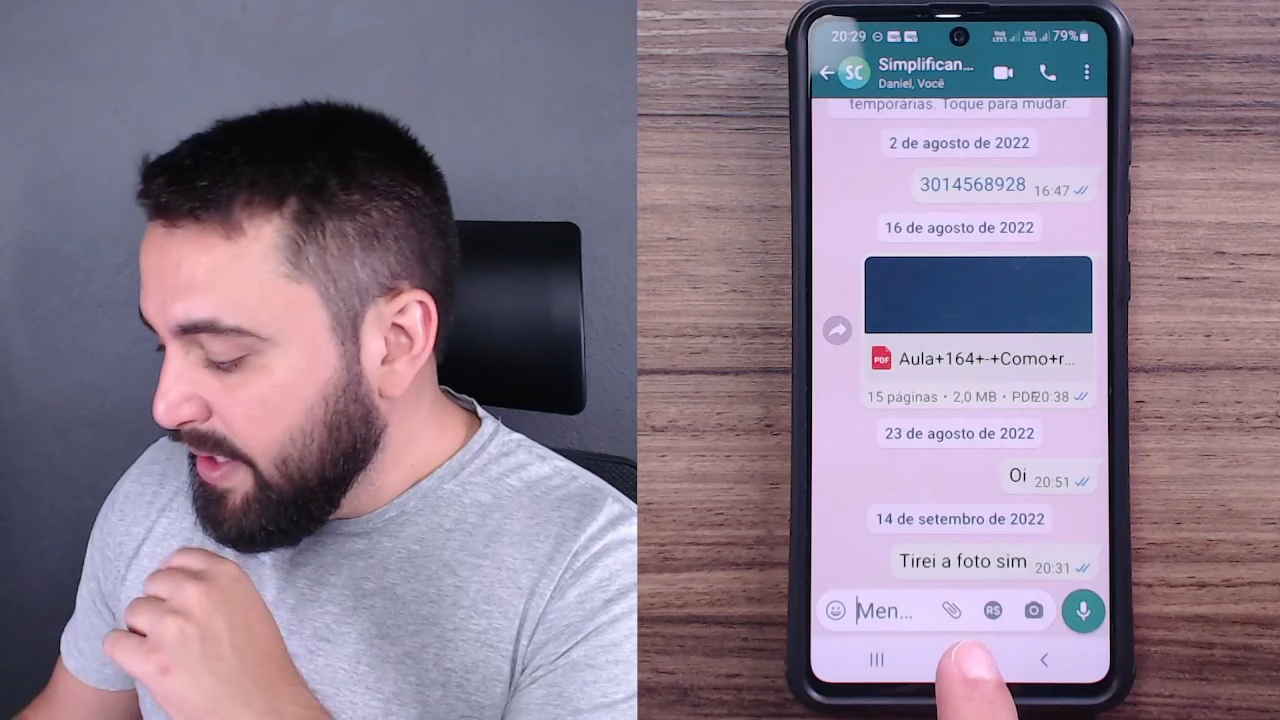 20:29
79%
SC
Simplifican...
Daniel, Você
temporárias. Toque para mudar.
2 de agosto de 2022
3014568928 16:47
16 de agosto de 2022
PDF
Aula+164+-+Como+r...
15 páginas • 2,0 MB • PDF 20:38
23 de agosto de 2022
Oi 20:51
14 de setembro de 2022
Tirei a foto sim 20:31
Men...
R$